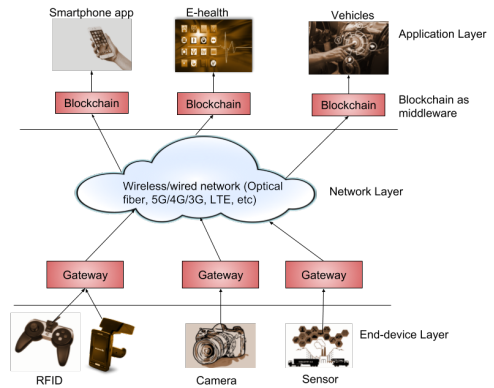 Smartphone app
E-health
Vehicles
Application Layer
Blockchain
Blockchain
Blockchain
Blockchain as
middleware
Wireless/wired network (Optical
fiber, 5G/4G/3G, LTE, etc)
Network Layer
Gateway
Gateway
Gateway
End-device Layer
RFID
Camera
Sensor